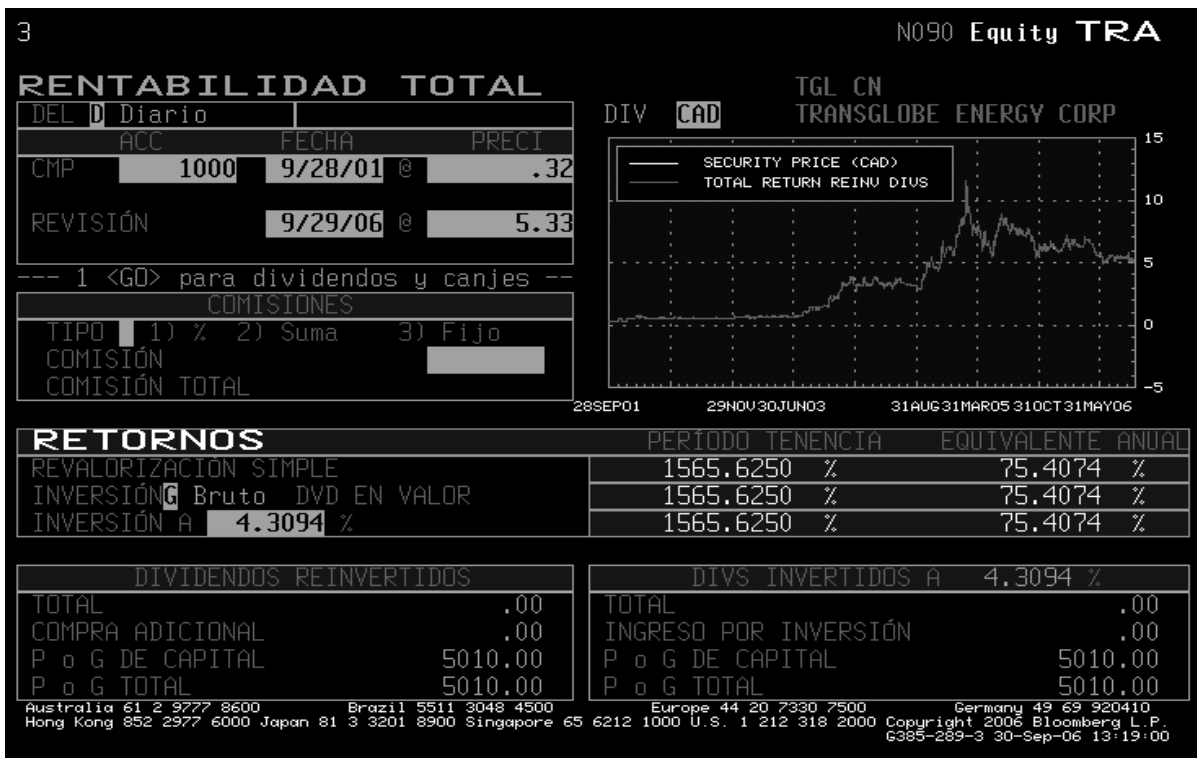 3 N090 Equity TRA
RENTABILIDAD TOTAL
TGL CN
DEL D Diario
DIV CAD TRANSGLOBE ENERGY CORP
ACC FECHA PRECI
CMP 1000 9/28/01 @ .32
REVISIÓN 9/29/06 @ 5.33
--- 1 <GO> para dividendos y canjes --
COMISIONES
TIPO 1) % 2) Suma 3) Fijo
COMISIÓN
COMISIÓN TOTAL
SECURITY PRICE (CAD)
TOTAL RETURN REINV DIVS
15
10
5
0
-5
28SEP01 29NOV30JUN03 31AUG31MAR05310CT31MAY06
RETORNOS PERÍODO TENENCIA EQUIVALENTE ANUAL
REVALORIZACIÓN SIMPLE 1565.6250 % 75.4074 %
INVERSIÓN G Bruto DVD EN VALOR 1565.6250 % 75.4074 %
INVERSIÓN A 4.3094 % 1565.6250 % 75.4074 %
DIVIDENDOS REINVERTIDOS
TOTAL .00
COMPRA ADICIONAL .00
P o G DE CAPITAL 5010.00
P o G TOTAL 5010.00
DIVS INVERTIDOS A 4.3094 %
TOTAL .00
INGRESO POR INVERSIÓN .00
P o G DE CAPITAL 5010.00
P o G TOTAL 5010.00
Australia 61 2 9777 8600 Brazil 5511 3048 4500 Europe 44 20 7330 7500 Germany 49 69 920410
Hong Kong 852 2977 6000 Japan 81 3 3201 8900 Singapore 65 6212 1000 U.S. 1 212 318 2000 Copyright 2006 Bloomberg L.P.
G385-289-3 30-Sep-06 13:19:00